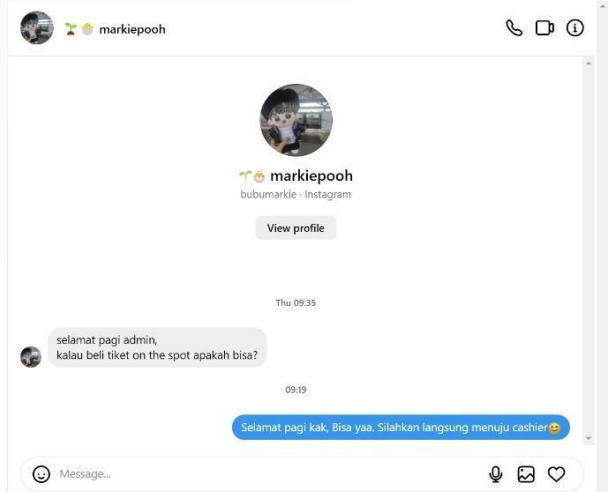 markiepooh
markiepooh
bubumarkie · Instagram
View profile
Thu 09:35
selamat pagi admin,
kalau beli tiket on the spot apakah bisa?
09:19
Selamat pagi kak, Bisa yaa. Silahkan langsung menuju cashier😆
Message...